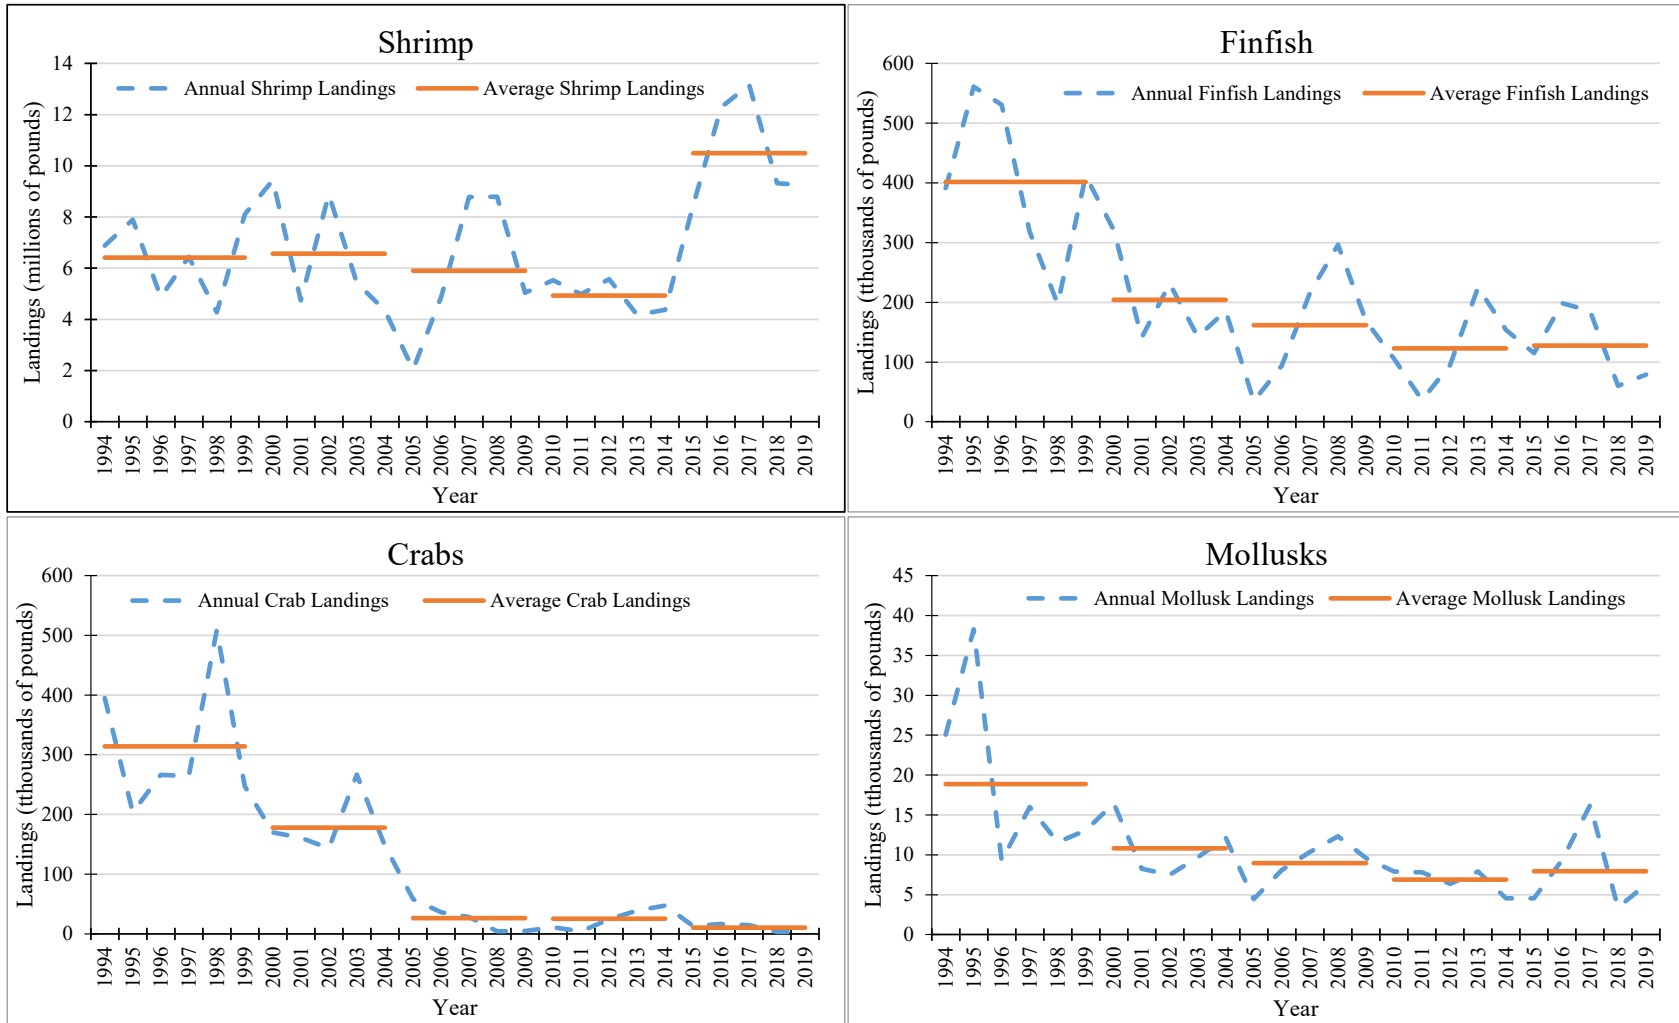 Shrimp
Annual Shrimp Landings Average Shrimp Landings
Landings (millions of pounds)
14
12
10
8
6
4
2
0
1994 1995 1996 1997 1998 1999 2000 2001 2002 2003 2004 2005 2006 2007 2008 2009 2010 2011 2012 2013 2014 2015 2016 2017 2018 2019
Year
Finfish
Annual Finfish Landings Average Finfish Landings
Landings (tthousands of pounds)
600
500
400
300
200
100
0
1994 1995 1996 1997 1998 1999 2000 2001 2002 2003 2004 2005 2006 2007 2008 2009 2010 2011 2012 2013 2014 2015 2016 2017 2018 2019
Year
Crabs
Annual Crab Landings Average Crab Landings
Landings (tthousands of pounds)
600
500
400
300
200
100
0
1994 1995 1996 1997 1998 1999 2000 2001 2002 2003 2004 2005 2006 2007 2008 2009 2010 2011 2012 2013 2014 2015 2016 2017 2018 2019
Year
Mollusks
Annual Mollusk Landings Average Mollusk Landings
Landings (tthousands of pounds)
45
40
35
30
25
20
15
10
5
0
1994 1995 1996 1997 1998 1999 2000 2001 2002 2003 2004 2005 2006 2007 2008 2009 2010 2011 2012 2013 2014 2015 2016 2017 2018 2019
Year